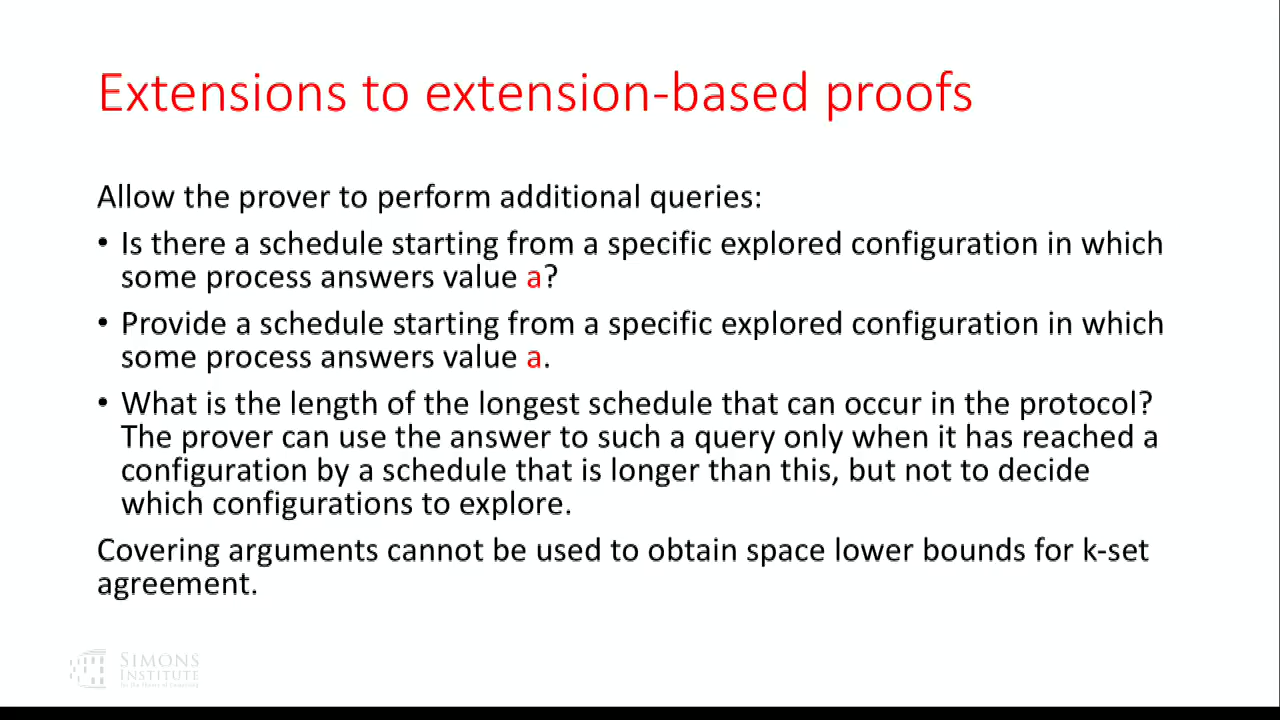 Extensions to extension-based proofs
Allow the prover to perform additional queries:
• Is there a schedule starting from a specific explored configuration in which
some process answers value a?
• Provide a schedule starting from a specific explored configuration in which
some process answers value a.
• What is the length of the longest schedule that can occur in the protocol?
The prover can use the answer to such a query only when it has reached a
configuration by a schedule that is longer than this, but not to decide
which configurations to explore.
Covering arguments cannot be used to obtain space lower bounds for k-set
agreement.
SIMONS
INSTITUTE
for the Theory of Computing